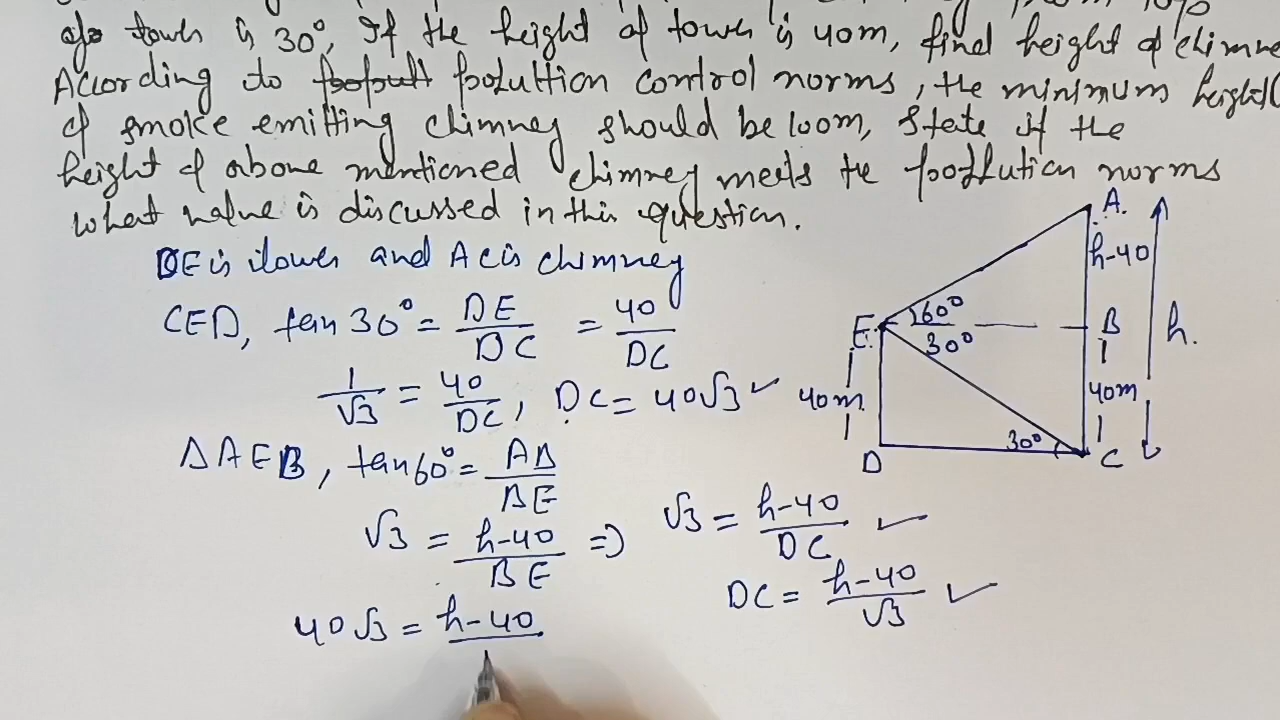 of tower is 30°, If the height of tower is 40m, find height of chimne
According to pollution control norms, the minimum height
of smoke emitting chimney should be 100m, State if the
height of above mentioned chimney meets the pollution norms
what value is discussed in this question.
DE is tower and AC is chimney
CED, tan 30° = DE/DC = 40/DC
1/√3 = 40/DC, DC = 40√3 ✓
ΔAEB, tan 60° = AB/BE
√3 = h-40/BE ⇒ √3 = h-40/DC ✓
DC = h-40/√3 ✓
40√3 = h-40
A.
h-40
60°
E
B
h.
30°
40m
40m
30°
D
C